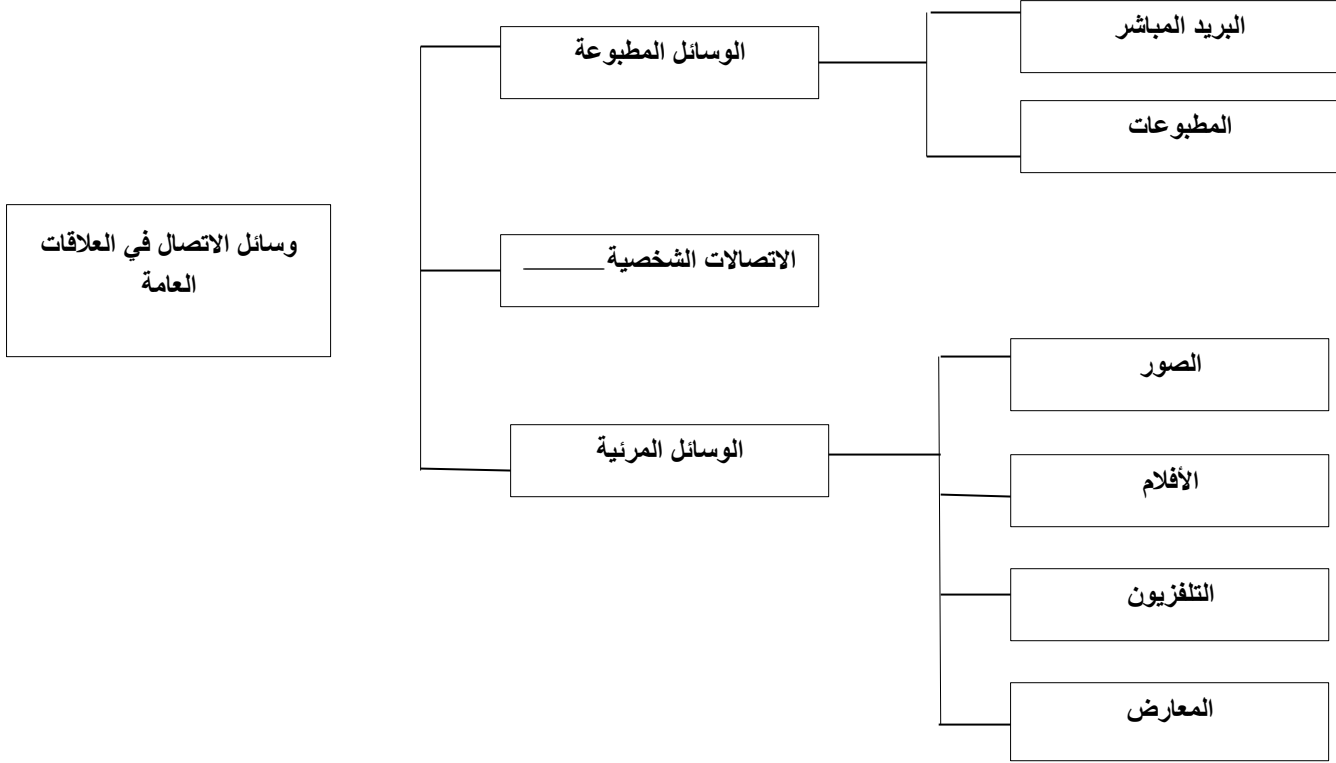 البريد المباشر
الوسائل المطبوعة
المطبوعات
وسائل الاتصال في العلاقات
العامة
الاتصالات الشخصية______
الصور
الوسائل المرئية
الأفلام
التلفزيون
المعارض